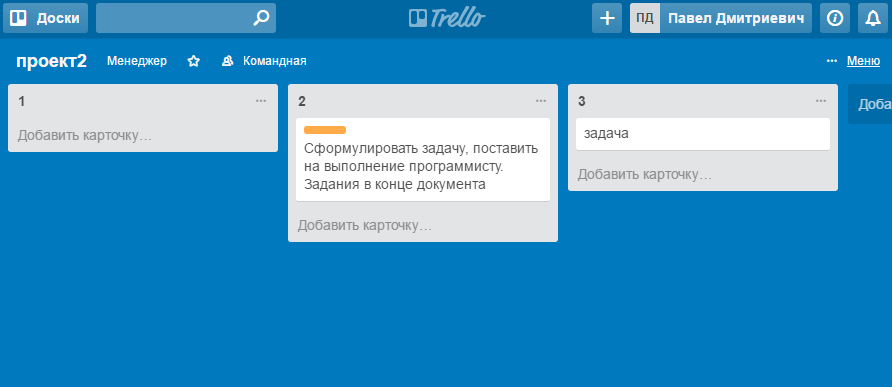 Доски
Trello
ПД Павел Дмитриевич
проект2 Менеджер Командная
Меню
1
Добавить карточку…
2
Сформулировать задачу, поставить
на выполнение программисту.
Задания в конце документа
Добавить карточку…
3
задача
Добавить карточку…
Доба